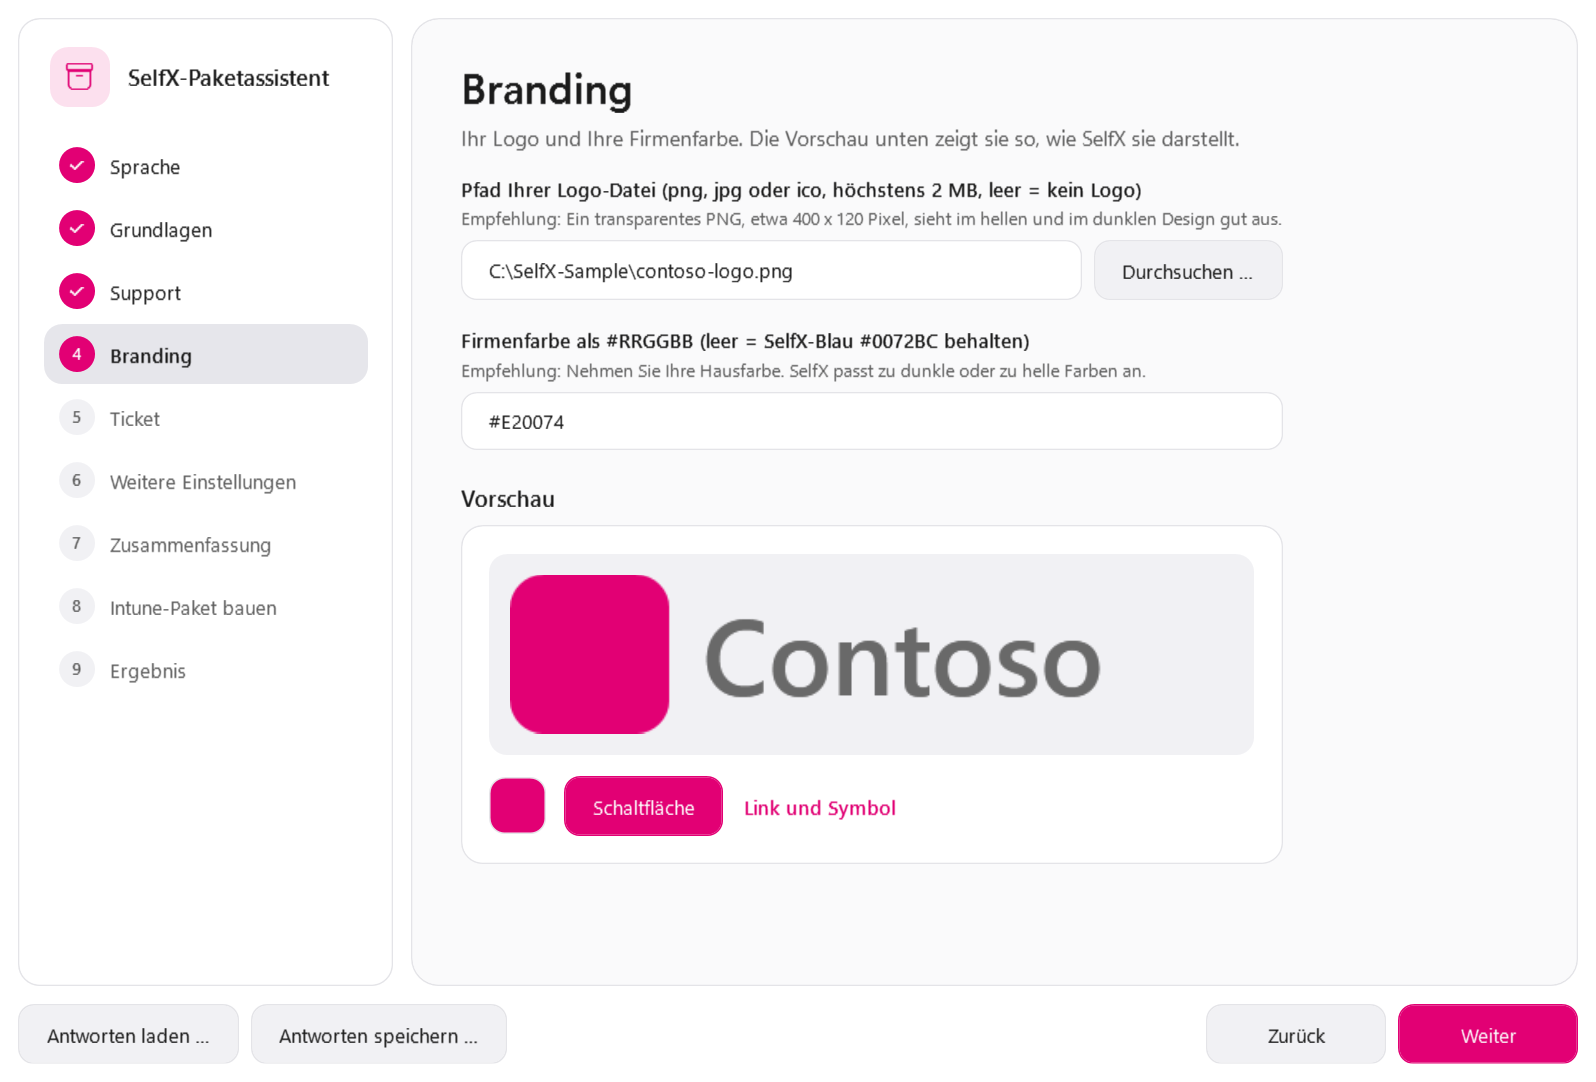 SelfX-Paketassistent
Sprache
Grundlagen
Support
4 Branding
5 Ticket
6 Weitere Einstellungen
7 Zusammenfassung
8 Intune-Paket bauen
9 Ergebnis
Branding
Ihr Logo und Ihre Firmenfarbe. Die Vorschau unten zeigt sie so, wie SelfX sie darstellt.
Pfad Ihrer Logo-Datei (png, jpg oder ico, höchstens 2 MB, leer = kein Logo)
Empfehlung: Ein transparentes PNG, etwa 400 x 120 Pixel, sieht im hellen und im dunklen Design gut aus.
C:\SelfX-Sample\contoso-logo.png
Durchsuchen ...
Firmenfarbe als #RRGGBB (leer = SelfX-Blau #0072BC behalten)
Empfehlung: Nehmen Sie Ihre Hausfarbe. SelfX passt zu dunkle oder zu helle Farben an.
#E20074
Vorschau
Contoso
Schaltfläche
Link und Symbol
Antworten laden ...
Antworten speichern ...
Zurück
Weiter